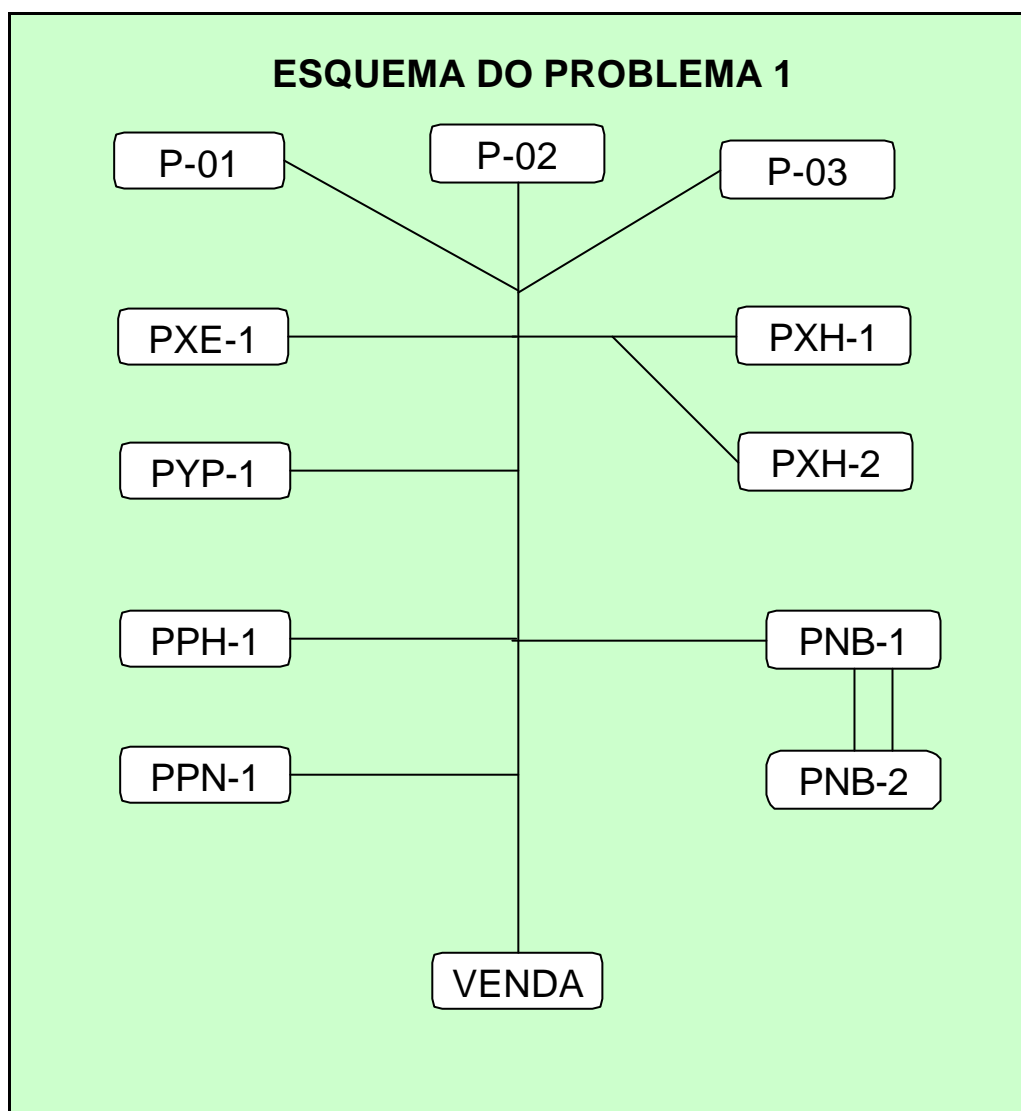 ESQUEMA DO PROBLEMA 1
P-01
P-02
P-03
PXE-1
PXH-1
PYP-1
PXH-2
PPH-1
PNB-1
PPN-1
PNB-2
VENDA